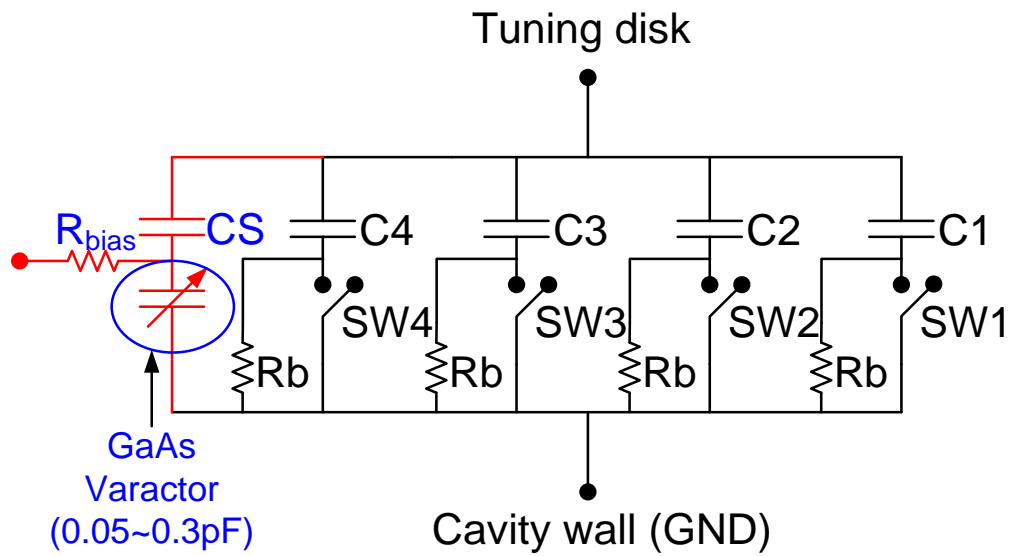 Tuning disk
Rbias
CS
C4
C3
C2
C1
SW4
SW3
SW2
SW1
Rb
Rb
Rb
Rb
GaAs
Varactor
(0.05~0.3pF)
Cavity wall (GND)